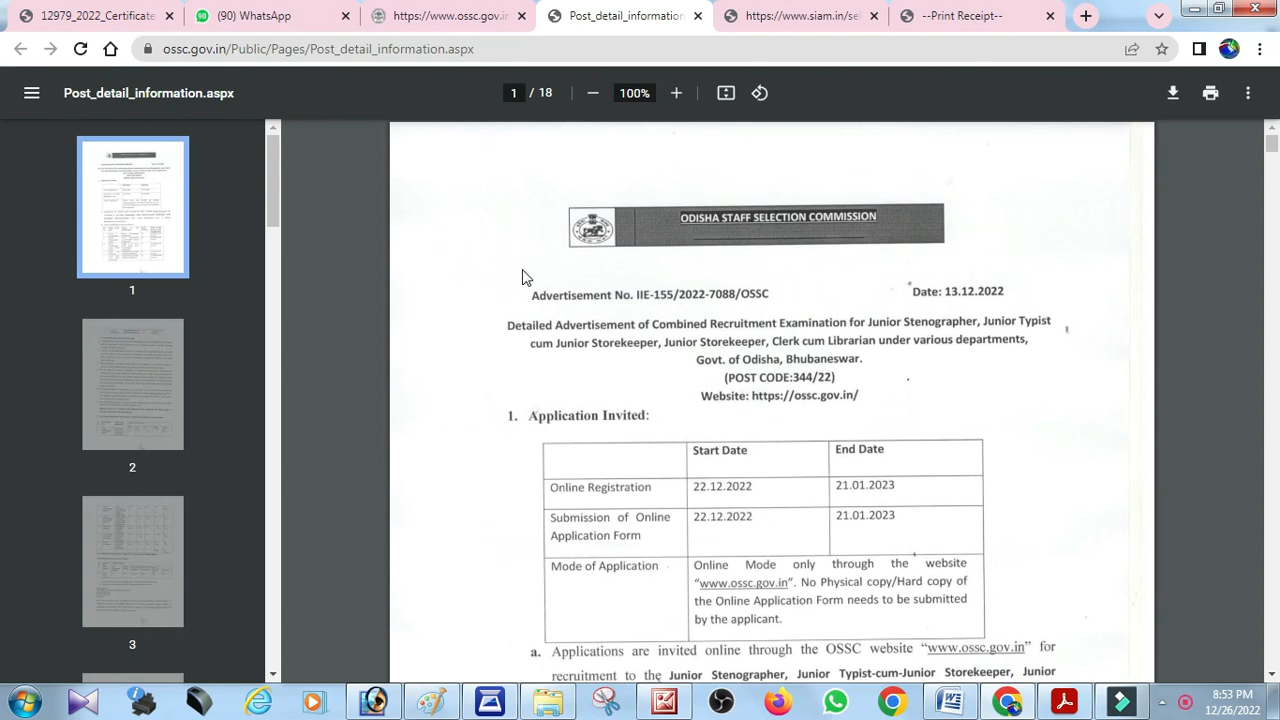 12979_2022_Certificate
(90) WhatsApp
https://www.ossc.gov.in
Post_detail_information
https://www.siam.in/sei
--Print Receipt--
ossc.gov.in/Public/Pages/Post_detail_information.aspx
Post_detail_information.aspx
1 / 18
100%
ODISHA STAFF SELECTION COMMISSION
Advertisement No. IIE-155/2022-7088/OSSC Date: 13.12.2022
Detailed Advertisement of Combined Recruitment Examination for Junior Stenographer, Junior Typist
cum Junior Storekeeper, Junior Storekeeper, Clerk cum Librarian under various departments,
Govt. of Odisha, Bhubaneswar.
(POST CODE:344/22)
Website: https://ossc.gov.in/
1. Application Invited:
Start Date End Date
Online Registration 22.12.2022 21.01.2023
Submission of Online 22.12.2022 21.01.2023
Application Form
Mode of Application Online Mode only through the website
"www.ossc.gov.in". No Physical copy/Hard copy of
the Online Application Form needs to be submitted
by the applicant.
a. Applications are invited online through the OSSC website "www.ossc.gov.in" for
recruitment to the Junior Stenographer, Junior Typist-cum-Junior Storekeeper, Junior
1
2
3
8:53 PM
12/26/2022